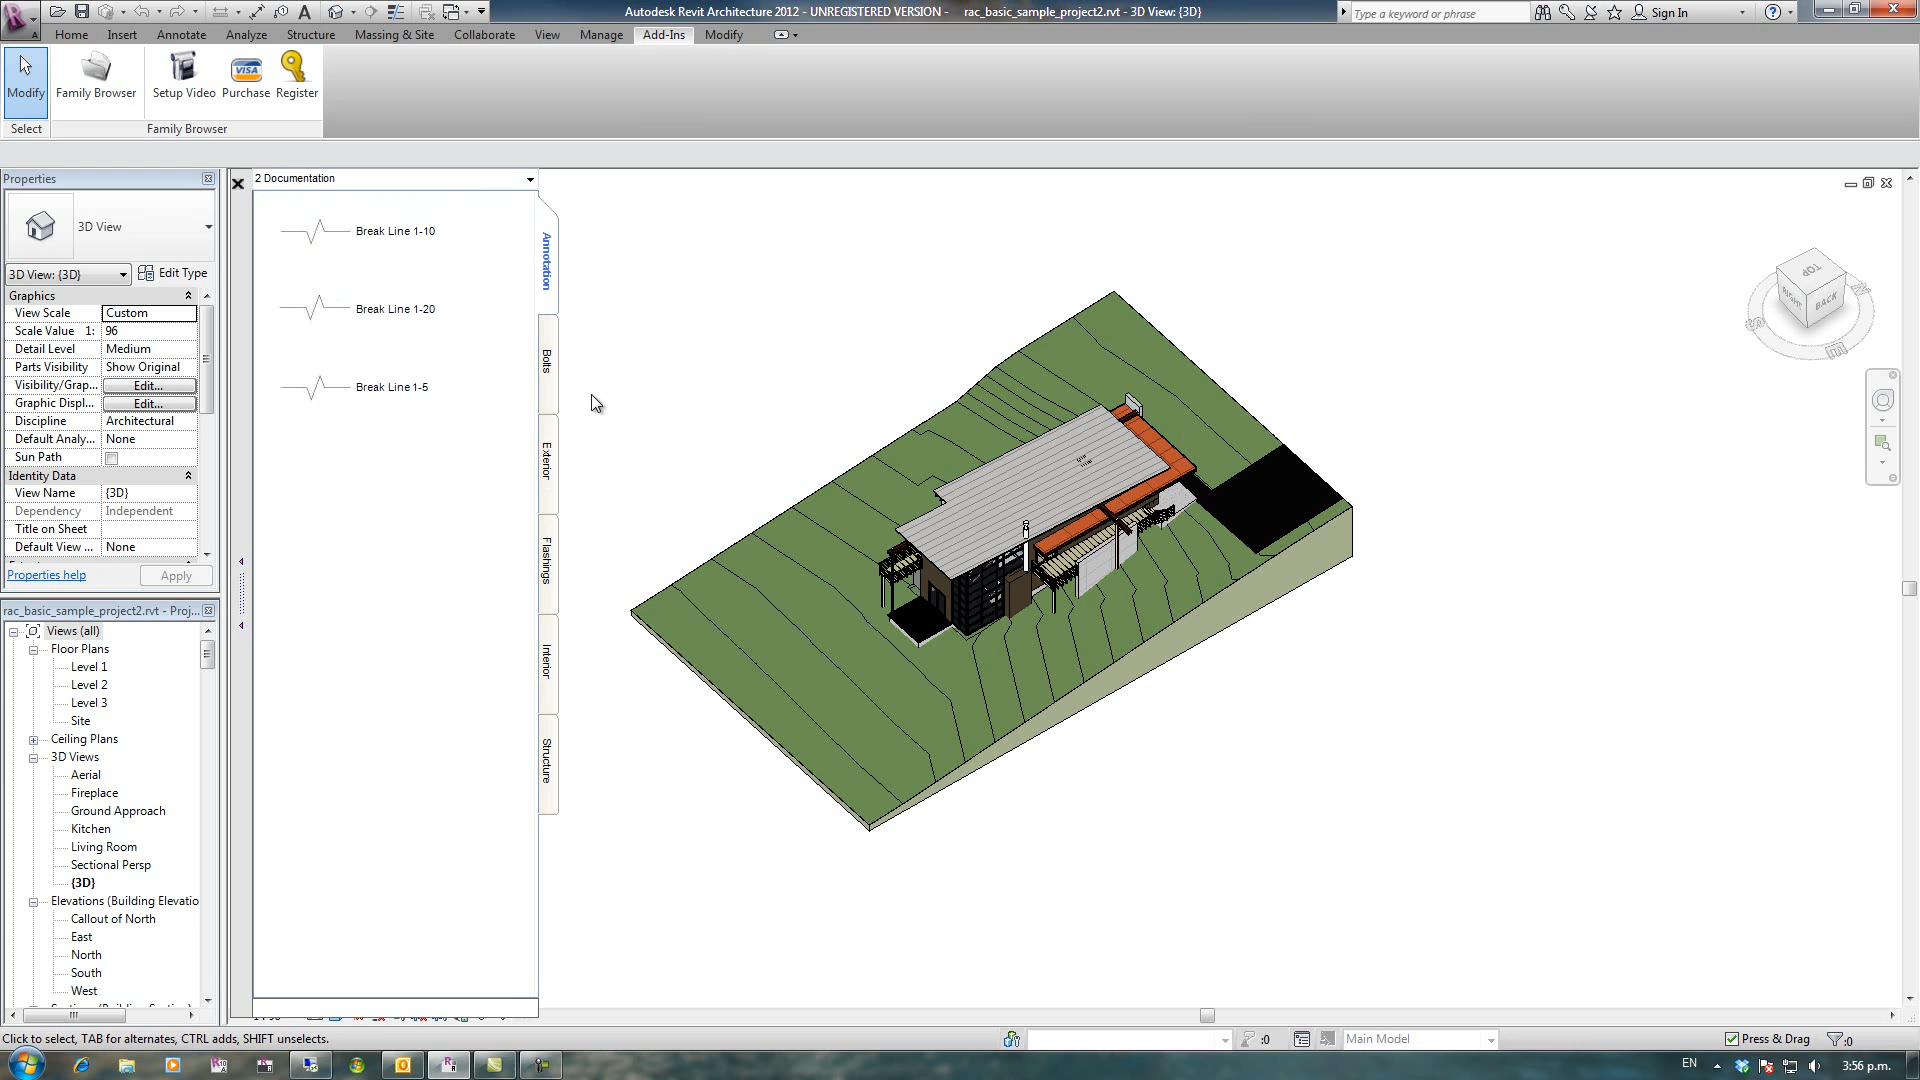 Autodesk Revit Architecture 2012 - UNREGISTERED VERSION - rac_basic_sample_project2.rvt - 3D View: {3D}
Type a keyword or phrase
Sign In
Home Insert Annotate Analyze Structure Massing & Site Collaborate View Manage Add-Ins Modify
Modify
Family Browser
Setup Video
VISA
Purchase
Register
Select
Family Browser
Properties
3D View
3D View: {3D}
Edit Type
Graphics
View Scale Custom
Scale Value 1: 96
Detail Level Medium
Parts Visibility Show Original
Visibility/Grap... Edit...
Graphic Displ... Edit...
Discipline Architectural
Default Analy... None
Sun Path
Identity Data
View Name {3D}
Dependency Independent
Title on Sheet
Default View ... None
Properties help
Apply
rac_basic_sample_project2.rvt - Proj...
Views (all)
Floor Plans
Level 1
Level 2
Level 3
Site
Ceiling Plans
3D Views
Aerial
Fireplace
Ground Approach
Kitchen
Living Room
Sectional Persp
{3D}
Elevations (Building Elevatio
Callout of North
East
North
South
West
2 Documentation
Break Line 1-10
Break Line 1-20
Break Line 1-5
Annotation
Bolts
Exterior
Flashings
Interior
Structure
TOP
RIGHT
BACK
N
S
E
Click to select, TAB for alternates, CTRL adds, SHIFT unselects.
:0
Main Model
Press & Drag
:0
EN
3:56 p.m.